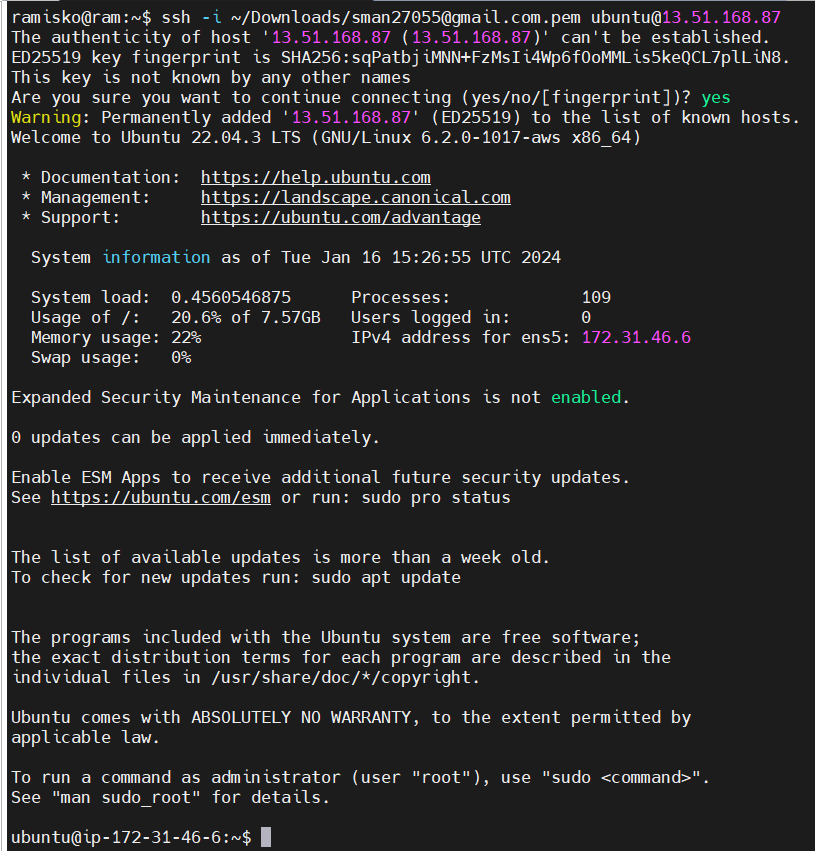 ramisko@ram:~$ ssh -i ~/Downloads/sman27055@gmail.com.pem ubuntu@13.51.168.87
The authenticity of host '13.51.168.87 (13.51.168.87)' can't be established.
ED25519 key fingerprint is SHA256:sqPatbjiMNN+FzMsIi4Wp6fOoMMLis5keQCL7plLiN8.
This key is not known by any other names
Are you sure you want to continue connecting (yes/no/[fingerprint])? yes
Warning: Permanently added '13.51.168.87' (ED25519) to the list of known hosts.
Welcome to Ubuntu 22.04.3 LTS (GNU/Linux 6.2.0-1017-aws x86_64)
* Documentation: https://help.ubuntu.com
* Management: https://landscape.canonical.com
* Support: https://ubuntu.com/advantage
System information as of Tue Jan 16 15:26:55 UTC 2024
System load: 0.4560546875 Processes: 109
Usage of /: 20.6% of 7.57GB Users logged in: 0
Memory usage: 22% IPv4 address for ens5: 172.31.46.6
Swap usage: 0%
Expanded Security Maintenance for Applications is not enabled.
0 updates can be applied immediately.
Enable ESM Apps to receive additional future security updates.
See https://ubuntu.com/esm or run: sudo pro status
The list of available updates is more than a week old.
To check for new updates run: sudo apt update
The programs included with the Ubuntu system are free software;
the exact distribution terms for each program are described in the
individual files in /usr/share/doc/*/copyright.
Ubuntu comes with ABSOLUTELY NO WARRANTY, to the extent permitted by
applicable law.
To run a command as administrator (user "root"), use "sudo <command>".
See "man sudo_root" for details.
ubuntu@ip-172-31-46-6:~$